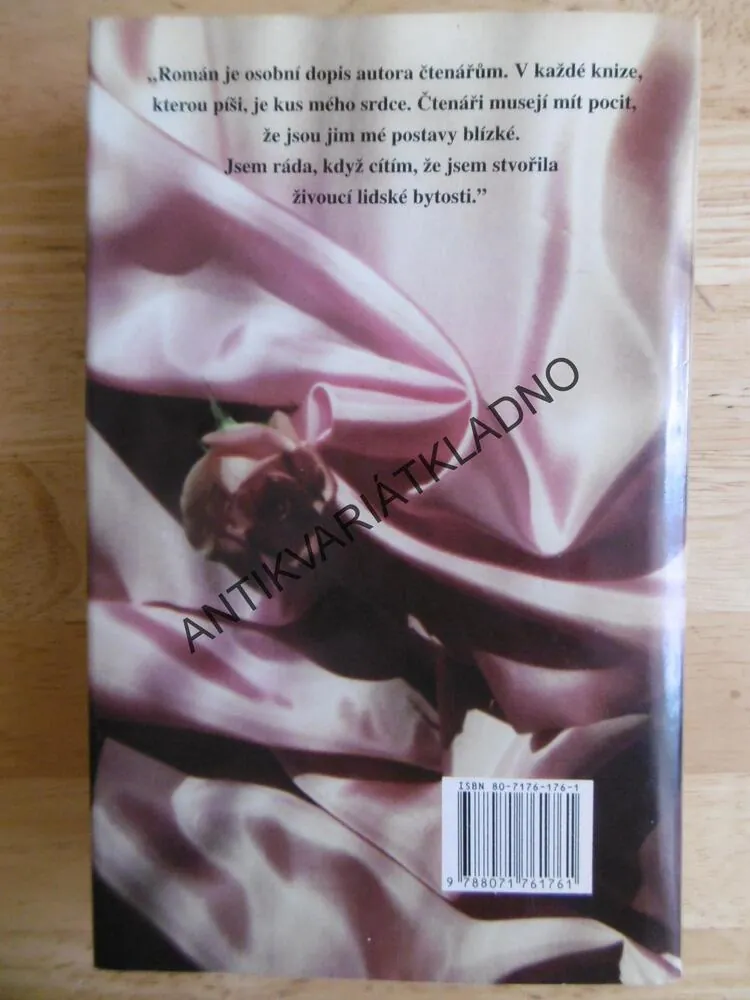 „Román je osobní dopis autora čtenářům. V každé knize,
kterou píši, je kus mého srdce. Čtenáři musejí mít pocit,
že jsou jim mé postavy blízké.
Jsem ráda, když cítím, že jsem stvořila
živoucí lidské bytosti.”
ANTIKVARIÁTKLADNO
ISBN 80-7176-176-1
9 788071 761761